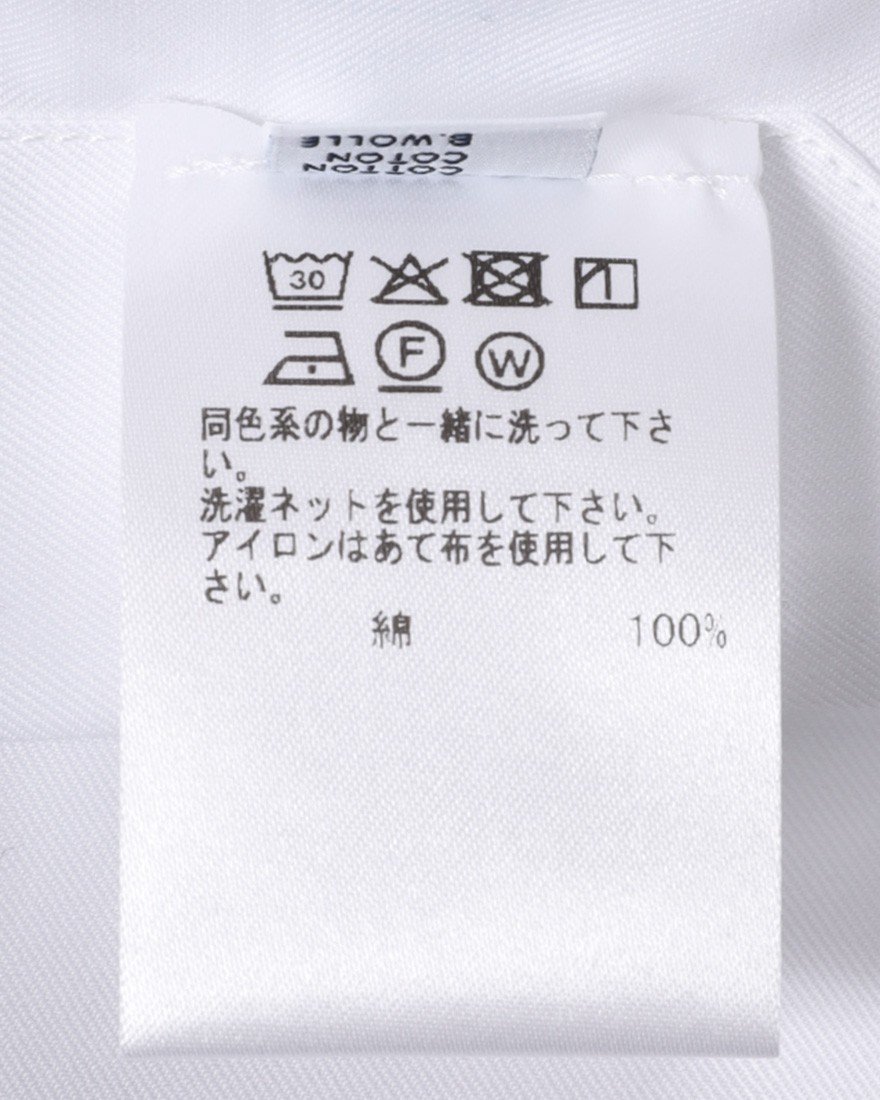 B.WOLLE
COTON
COTTON
30
F
W
同色系の物と一緒に洗って下さ
い。
洗濯ネットを使用して下さい。
アイロンはあて布を使用して下
さい。
綿 100%